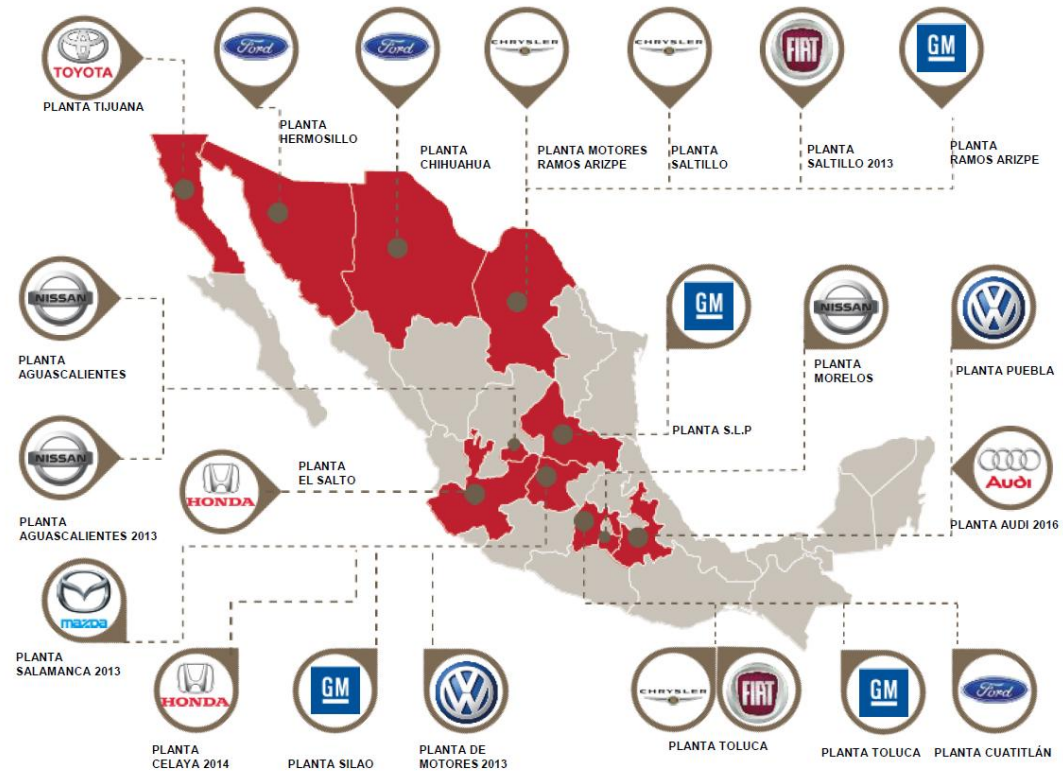 TOYOTA
PLANTA TIJUANA
Ford
PLANTA
HERMOSILLO
Ford
PLANTA
CHIHUAHUA
CHRYSLER
PLANTA MOTORES
RAMOS ARIZPE
CHRYSLER
PLANTA
SALTILLO
FIAT
PLANTA
SALTILLO 2013
GM
PLANTA
RAMOS ARIZPE
NISSAN
PLANTA
AGUASCALIENTES
GM
PLANTA S.L.P
NISSAN
PLANTA
MORELOS
VW
PLANTA PUEBLA
NISSAN
PLANTA
AGUASCALIENTES 2013
HONDA
PLANTA
EL SALTO
Audi
PLANTA AUDI 2016
mazda
PLANTA
SALAMANCA 2013
HONDA
PLANTA
CELAYA 2014
GM
PLANTA SILAO
VW
PLANTA DE
MOTORES 2013
CHRYSLER
FIAT
PLANTA TOLUCA
GM
PLANTA TOLUCA
Ford
PLANTA CUATITLÁN